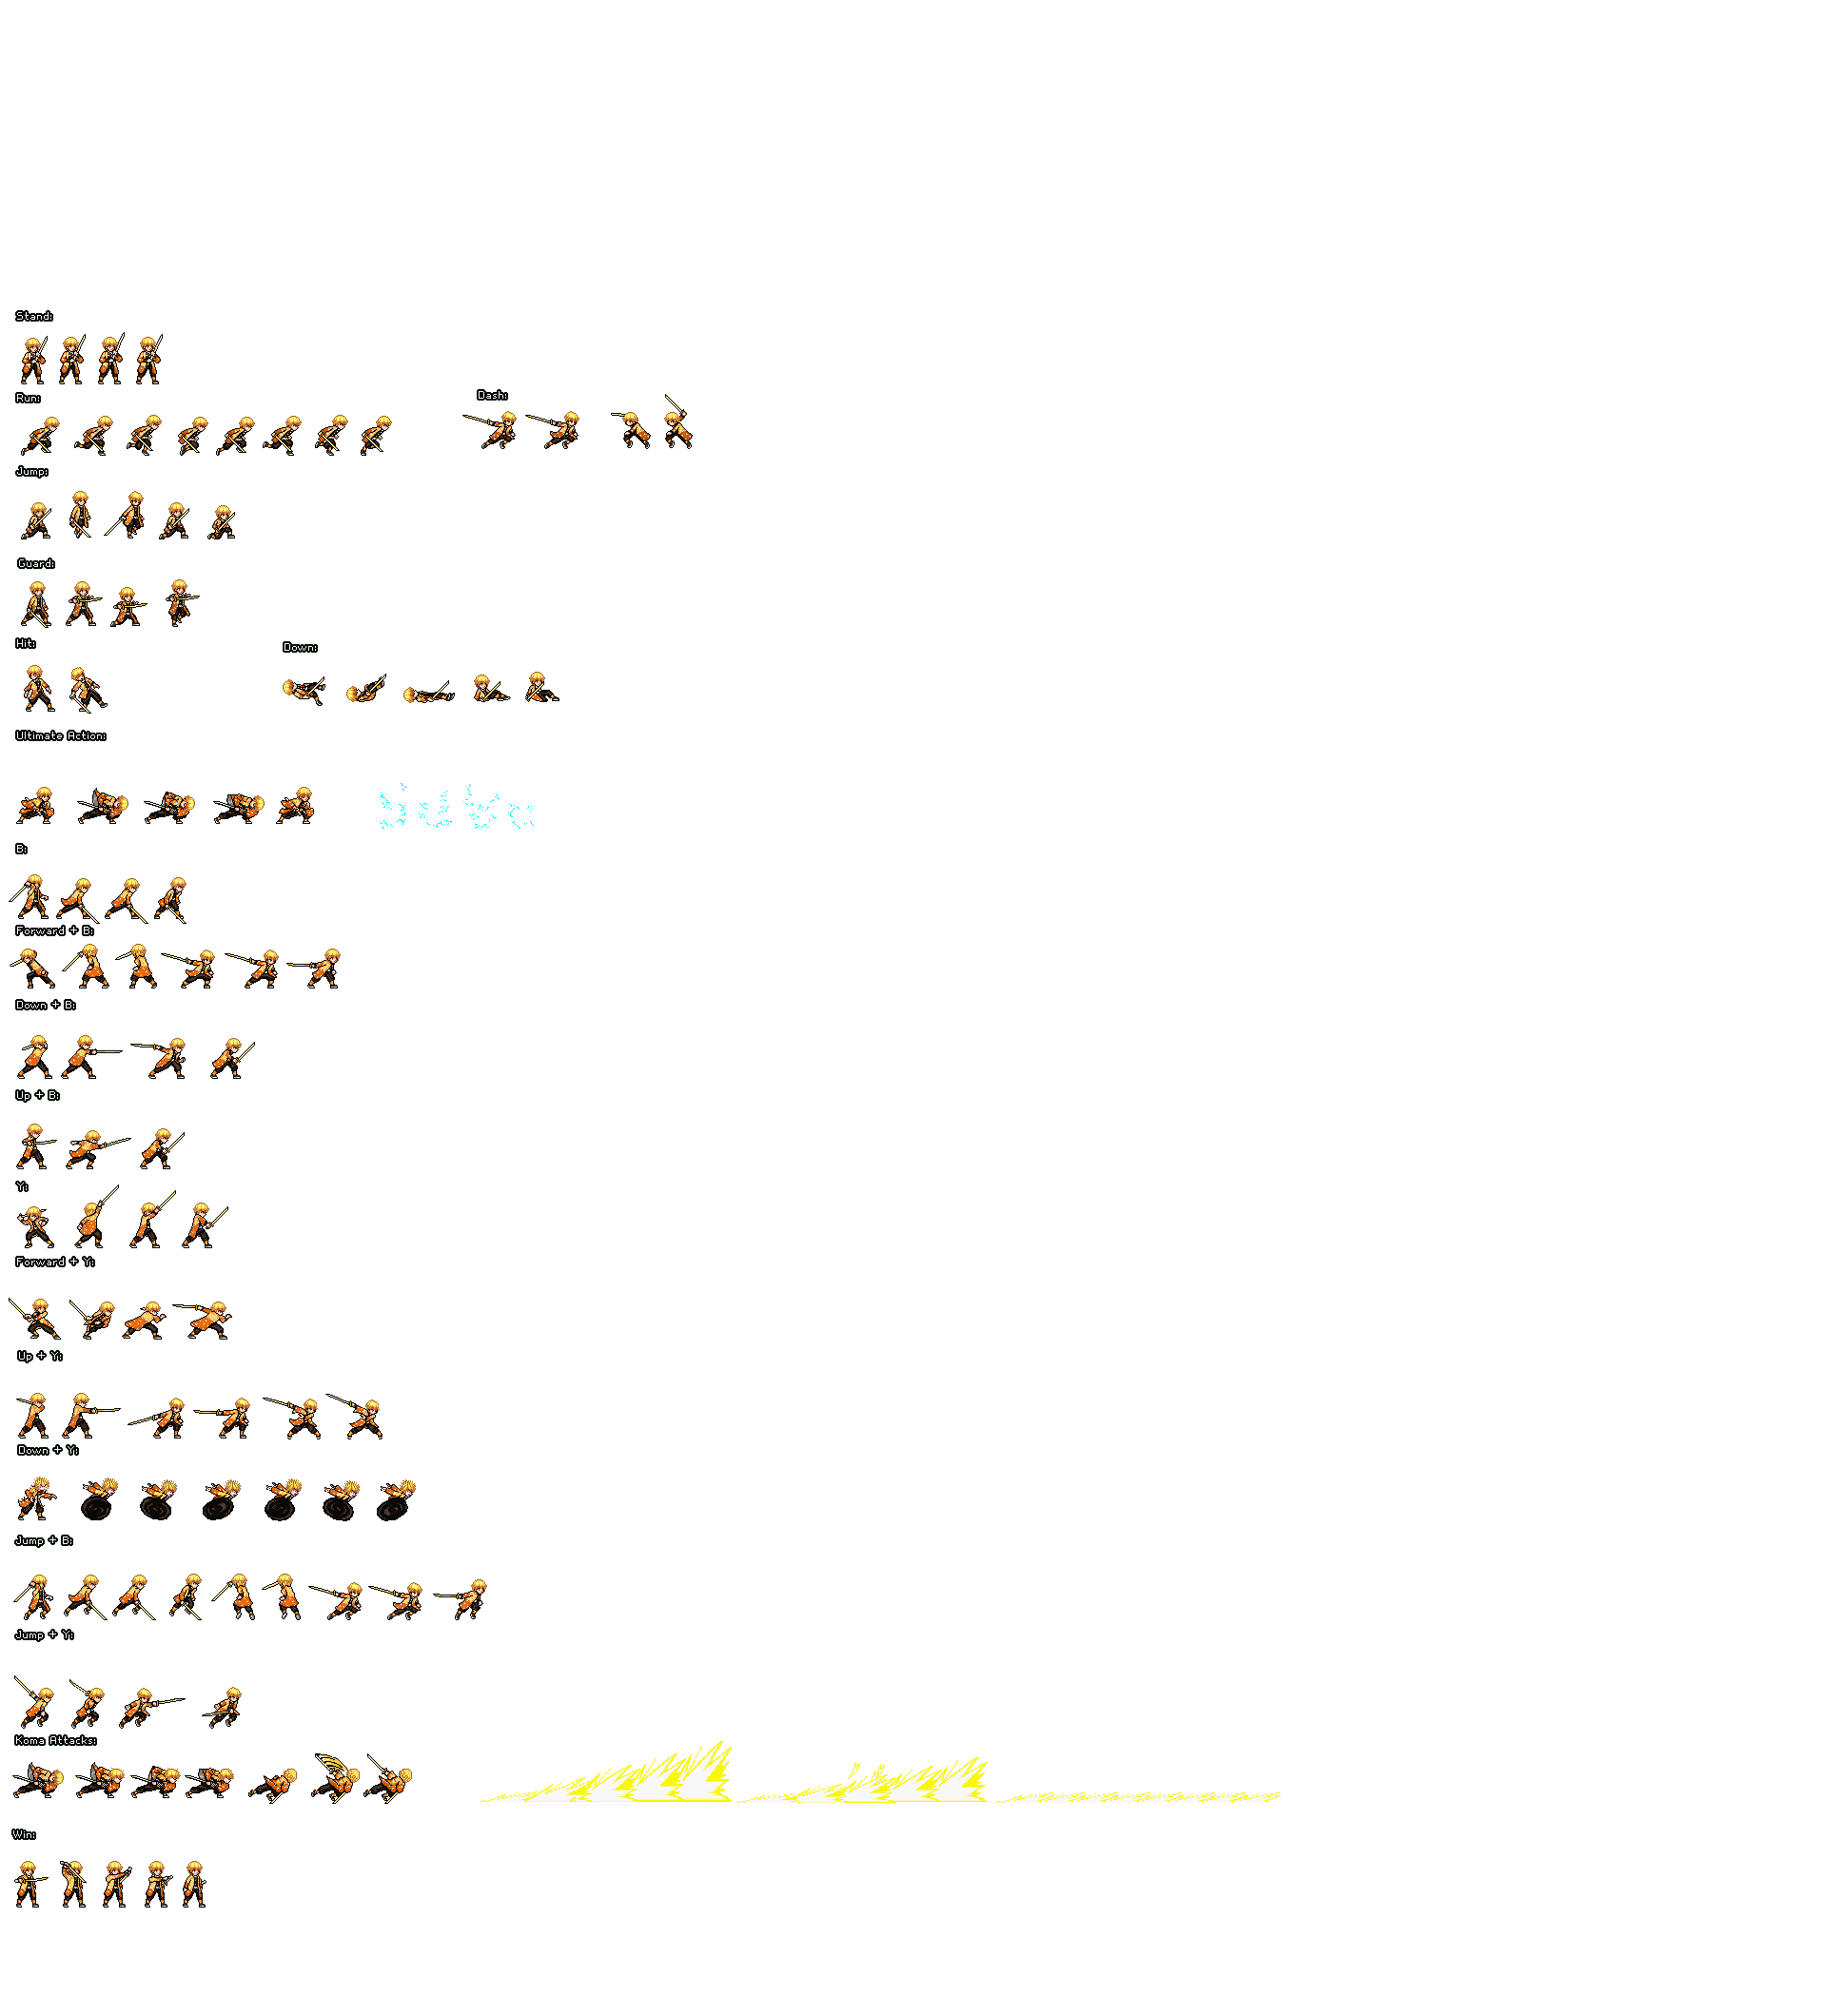 Stand:
Run:
Dash:
Jump:
Guard:
Hit:
Down:
Ultimate Action:
B:
Forward + B:
Down + B:
Up + B:
Y:
Forward + Y:
Up + Y:
Down + Y:
Jump + B:
Jump + Y:
Koma Attacks:
Win: